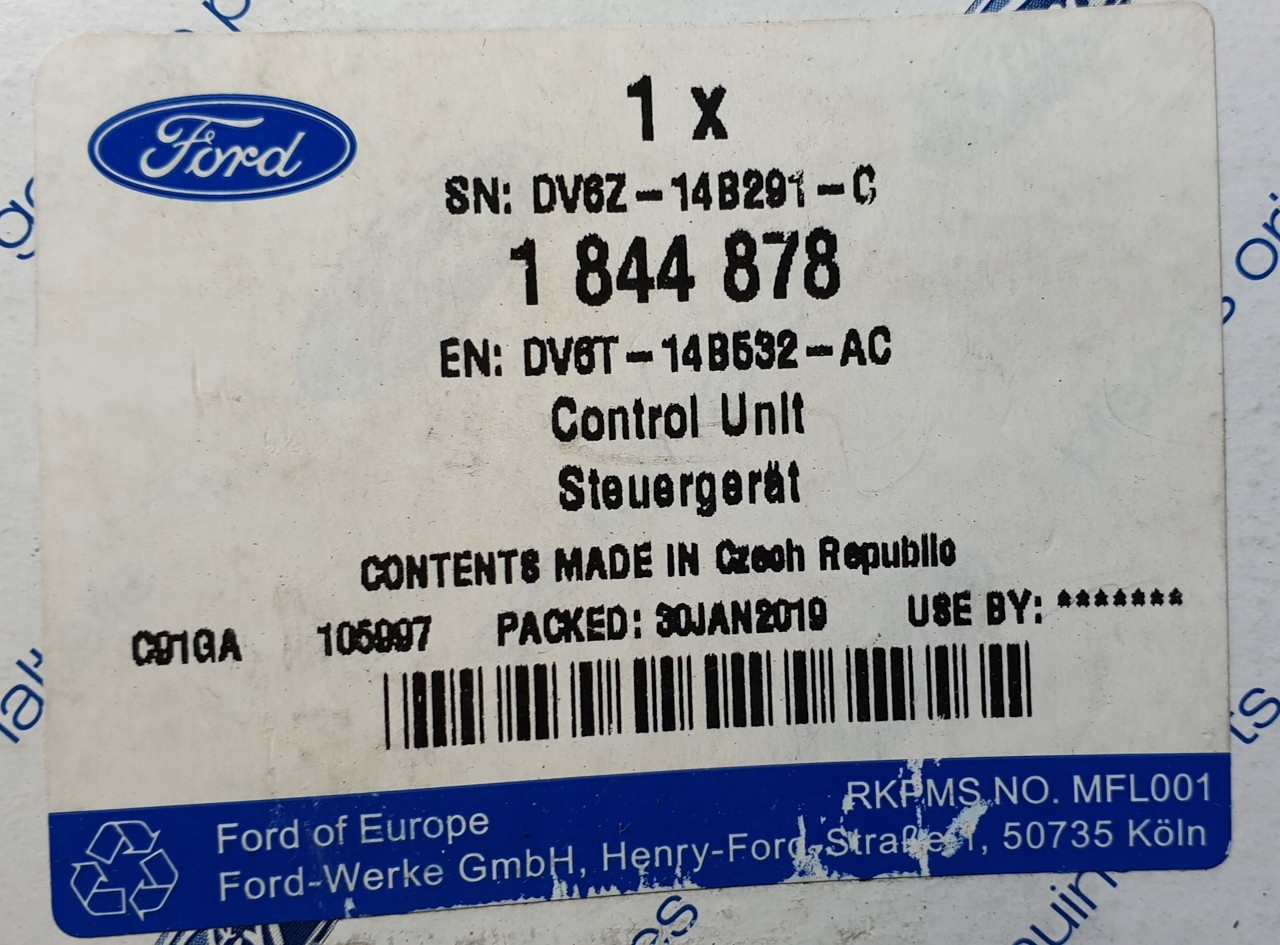 Ford
1 x
SN: DV6Z-14B291-C
1 844 878
EN: DV6T-14B532-AC
Control Unit
Steuergerät
CONTENTS MADE IN Czech Republic
C91GA 105997 PACKED: 30JAN2019 USE BY: *******
RKPMS NO. MFL001
Ford of Europe
Ford-Werke GmbH, Henry-Ford-Straße 1, 50735 Köln